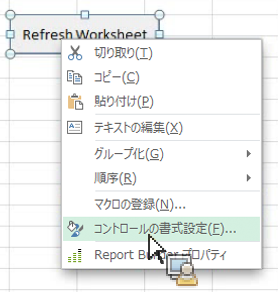 Refresh Worksheet
切り取り(T)
コピー(C)
貼り付け(P)
テキストの編集(X)
グループ化(G)
順序(R)
マクロの登録(N)...
コントロールの書式設定(F)...
Report プロパティ